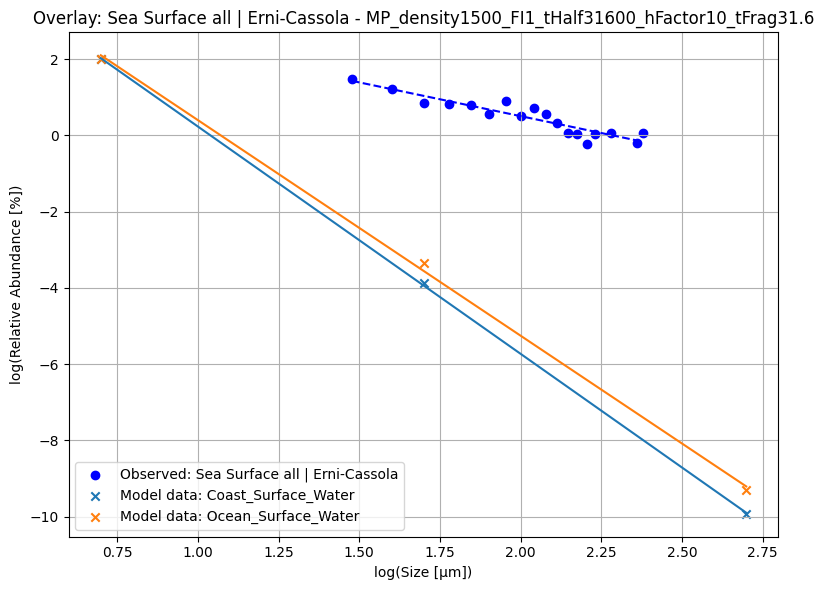 Overlay: Sea Surface all | Erni-Cassola - MP_density1500_FI1_tHalf31600_hFactor10_tFrag31.6
2
0
−2
−4
−6
−8
−10
log(Relative Abundance [%])
Observed: Sea Surface all | Erni-Cassola
Model data: Coast_Surface_Water
Model data: Ocean_Surface_Water
0.75 1.00 1.25 1.50 1.75 2.00 2.25 2.50 2.75
log(Size [µm])